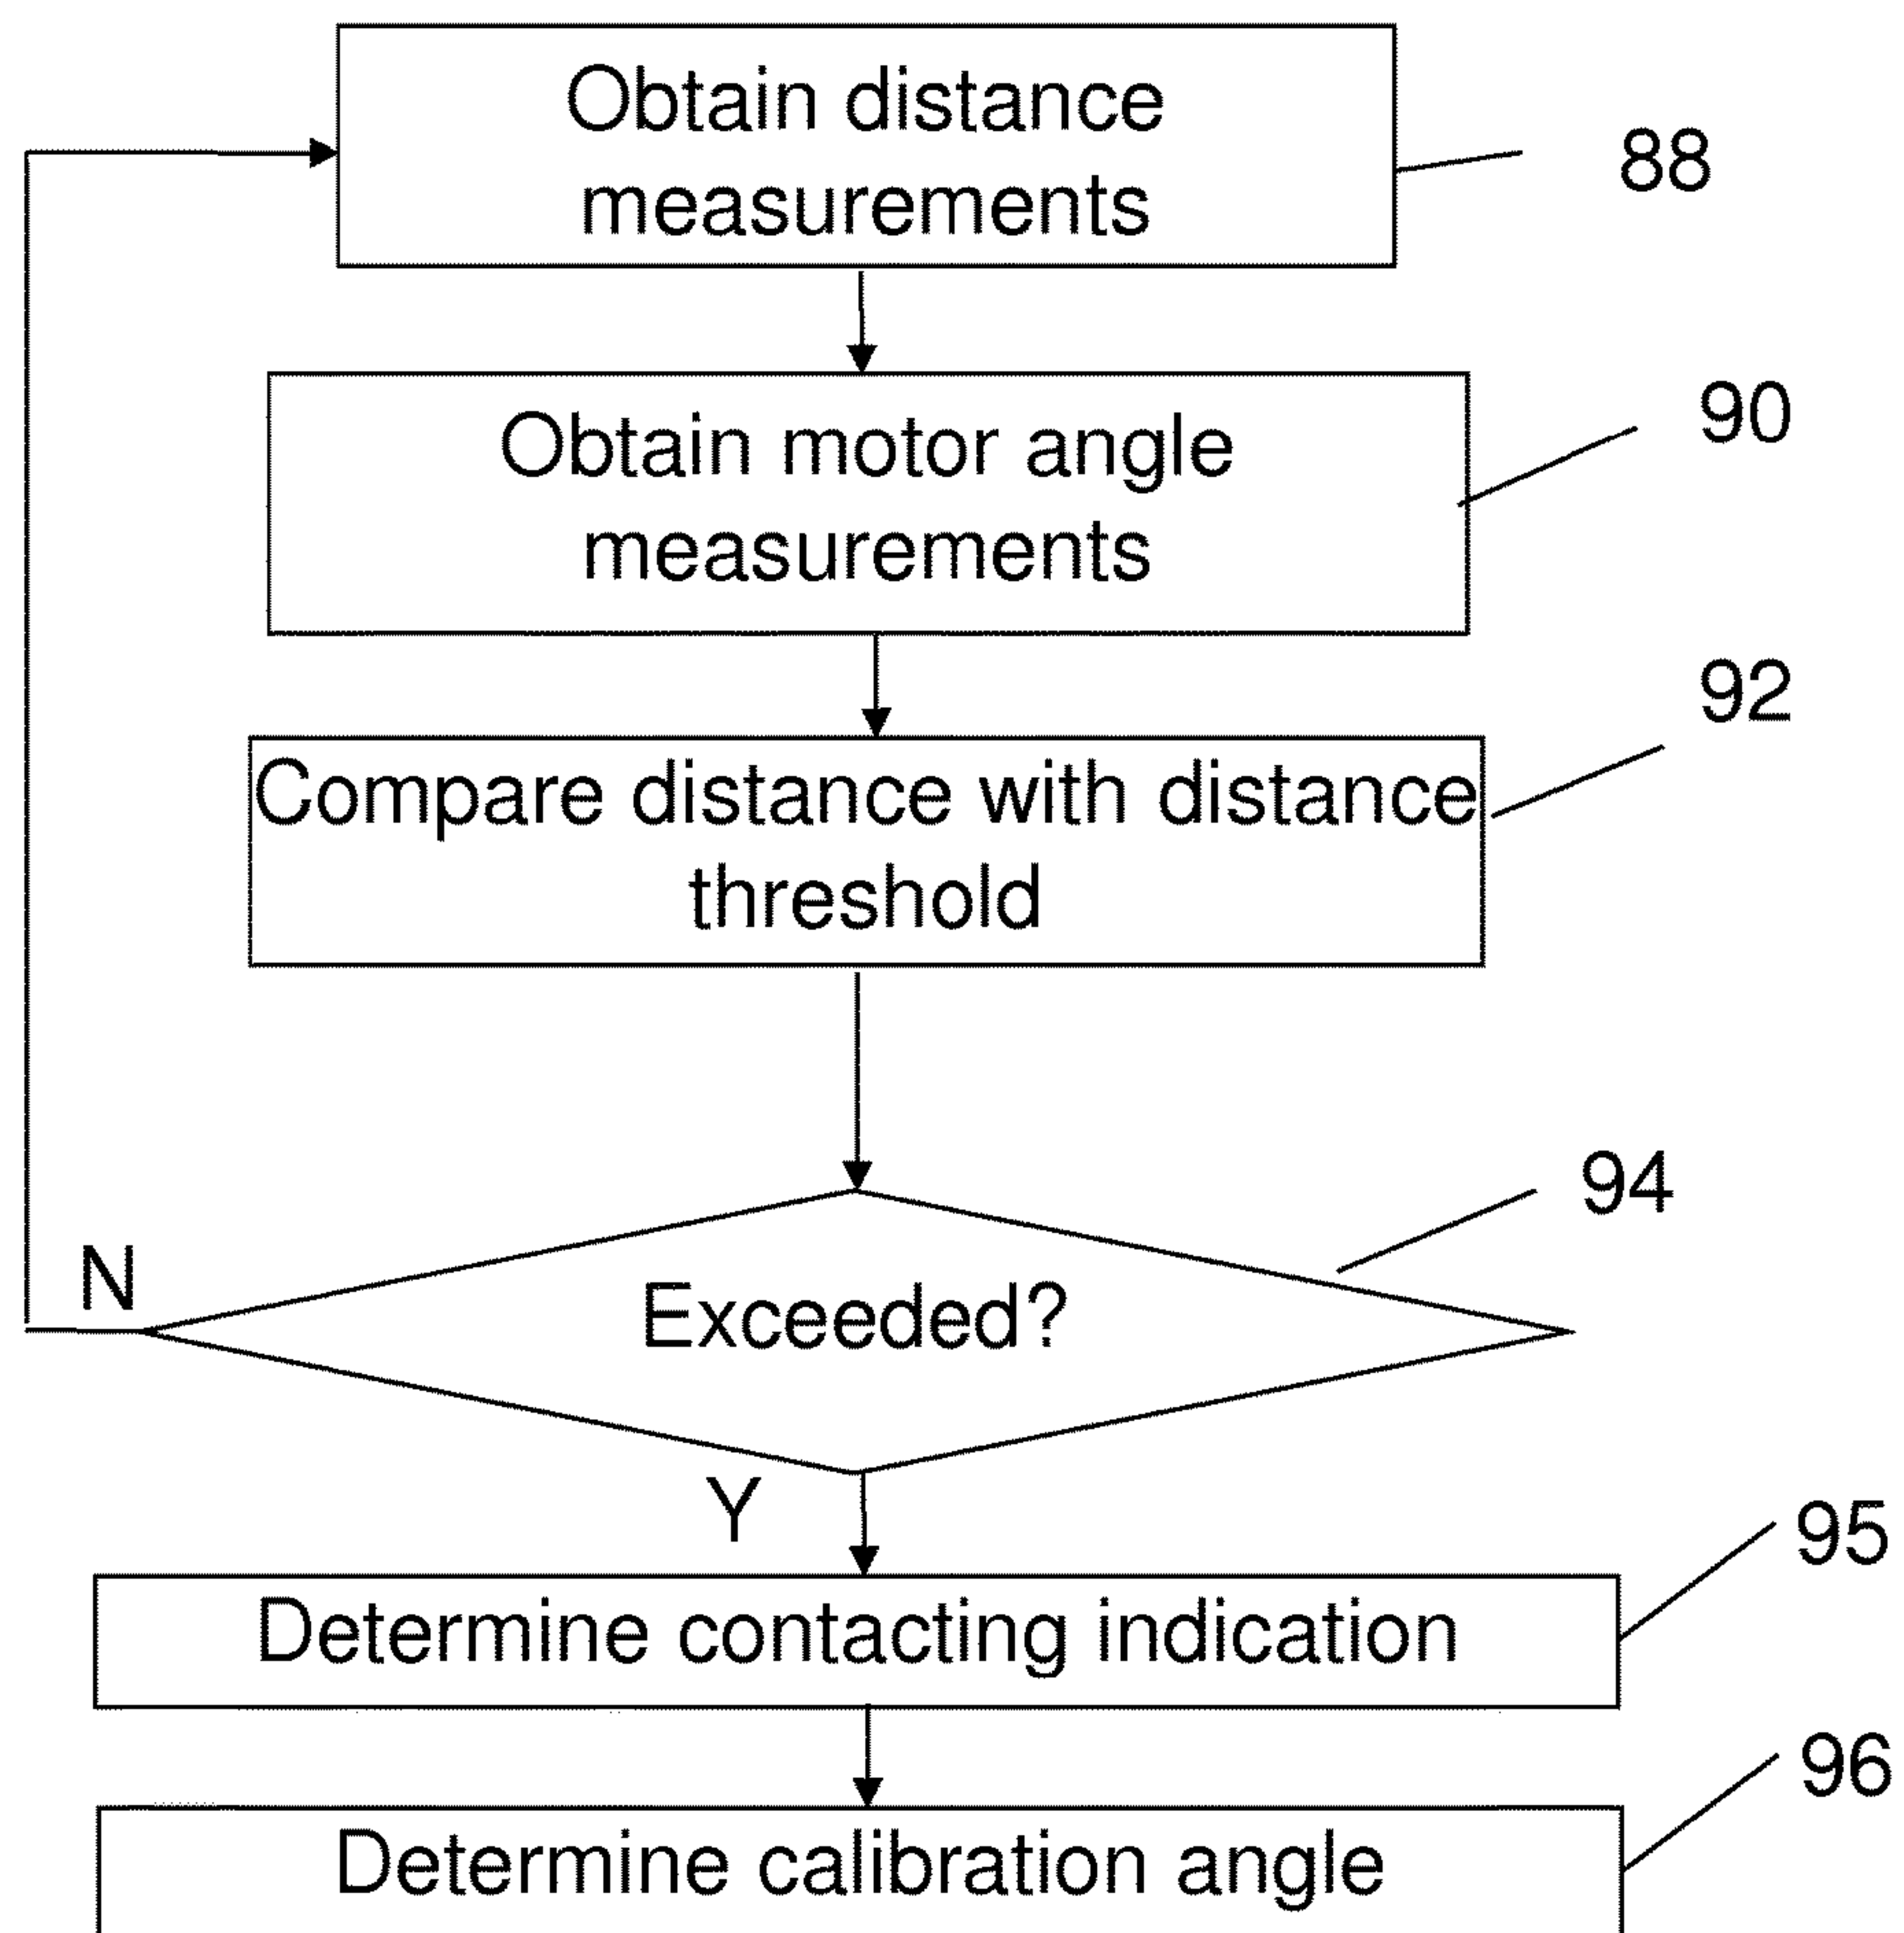 Obtain distance
measurements
88
Obtain motor angle
measurements
90
Compare distance with distance
threshold
92
94
N
Exceeded?
Y
95
Determine contacting indication
96
Determine calibration angle